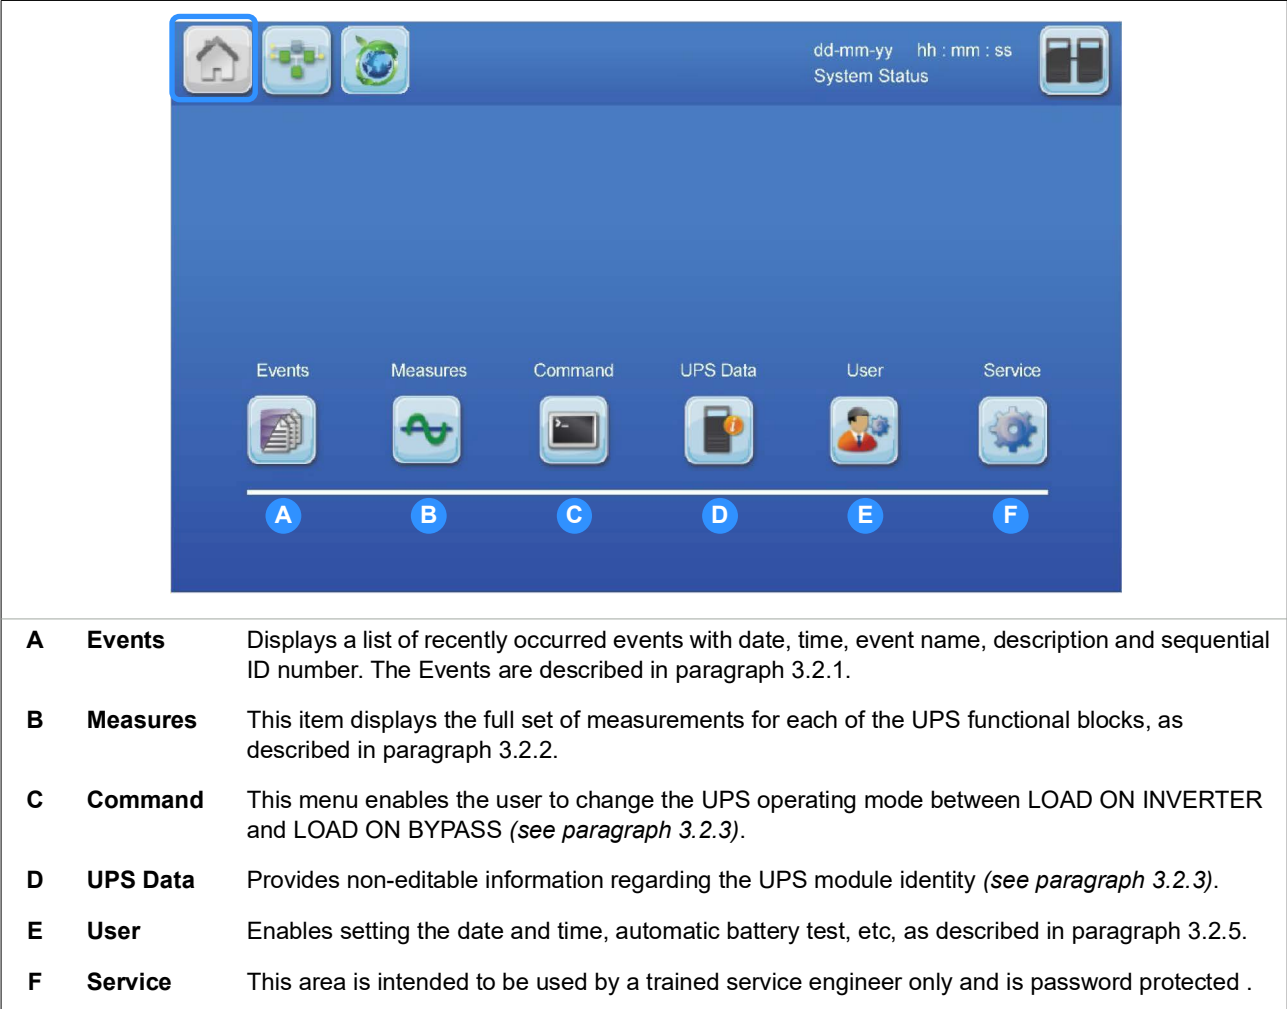 dd-mm-yy hh : mm : ss
System Status
Events Measures Command UPS Data User Service
A B C D E F
A Events Displays a list of recently occurred events with date, time, event name, description and sequential
ID number. The Events are described in paragraph 3.2.1.
B Measures This item displays the full set of measurements for each of the UPS functional blocks, as
described in paragraph 3.2.2.
C Command This menu enables the user to change the UPS operating mode between LOAD ON INVERTER
and LOAD ON BYPASS (see paragraph 3.2.3).
D UPS Data Provides non-editable information regarding the UPS module identity (see paragraph 3.2.3).
E User Enables setting the date and time, automatic battery test, etc, as described in paragraph 3.2.5.
F Service This area is intended to be used by a trained service engineer only and is password protected .